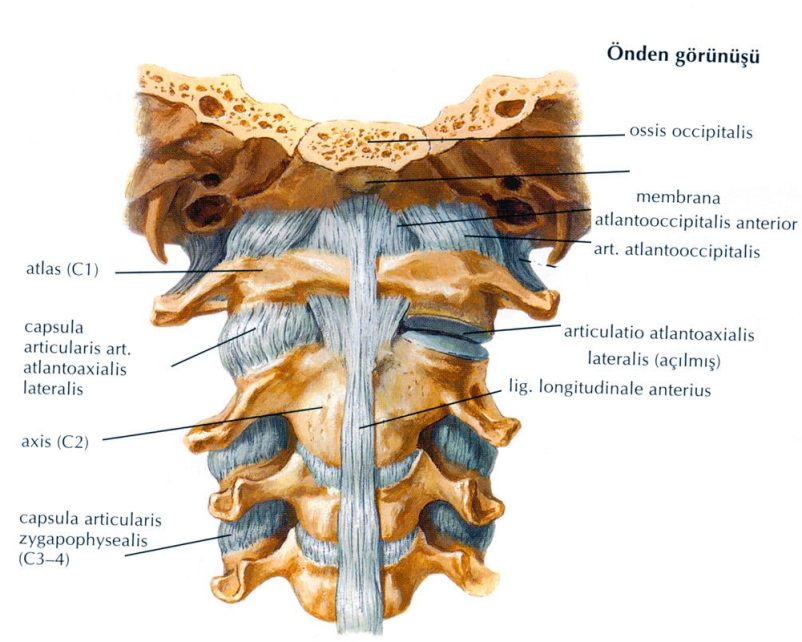 Önden görünüşü
ossis occipitalis
membrana
atlantooccipitalis anterior
art. atlantooccipitalis
atlas (C1)
capsula
articularis art.
atlantoaxialis
lateralis
articulatio atlantoaxialis
lateralis (açılmış)
lig. longitudinale anterius
axis (C2)
capsula articularis
zygapophysealis
(C3–4)